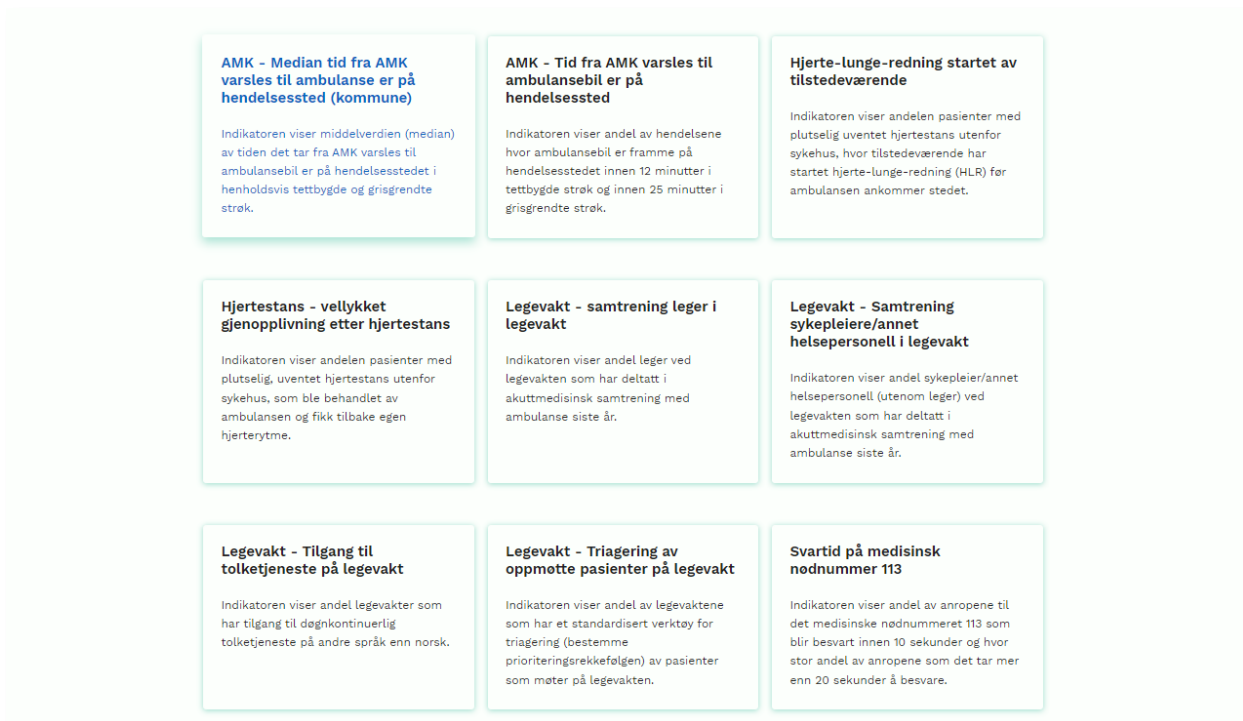 AMK - Median tid fra AMK
varsles til ambulanse er på
hendelsessted (kommune)
Indikatoren viser middelverdien (median)
av tiden det tar fra AMK varsles til
ambulansebil er på hendelsesstedet i
henholdsvis tettbygde og grisgrendte
strøk.
AMK - Tid fra AMK varsles til
ambulansebil er på
hendelsessted
Indikatoren viser andel av hendelsene
hvor ambulansebil er framme på
hendelsesstedet innen 12 minutter i
tettbygde strøk og innen 25 minutter i
grisgrendte strøk.
Hjerte-lunge-redning startet av
tilstedeværende
Indikatoren viser andelen pasienter med
plutselig uventet hjertestans utenfor
sykehus, hvor tilstedeværende har
startet hjerte-lunge-redning (HLR) før
ambulansen ankommer stedet.
Hjertestans - vellykket
gjenopplivning etter hjertestans
Indikatoren viser andelen pasienter med
plutselig, uventet hjertestans utenfor
sykehus, som ble behandlet av
ambulansen og fikk tilbake egen
hjerterytme.
Legevakt - samtrening leger i
legevakt
Indikatoren viser andel leger ved
legevakten som har deltatt i
akuttmedisinsk samtrening med
ambulanse siste år.
Legevakt - Samtrening
sykepleiere/annet
helsepersonell i legevakt
Indikatoren viser andel sykepleier/annet
helsepersonell (utenom leger) ved
legevakten som har deltatt i
akuttmedisinsk samtrening med
ambulanse siste år.
Legevakt - Tilgang til
tolketjeneste på legevakt
Indikatoren viser andel legevakter som
har tilgang til døgnkontinuerlig
tolketjeneste på andre språk enn norsk.
Legevakt - Triagering av
oppmøtte pasienter på legevakt
Indikatoren viser andel av legevaktene
som har et standardisert verktøy for
triagering (bestemme
prioriteringsrekkefølgen) av pasienter
som møter på legevakten.
Svartid på medisinsk
nødnummer 113
Indikatoren viser andel av anropene til
det medisinske nødnummeret 113 som
blir besvart innen 10 sekunder og hvor
stor andel av anropene som det tar mer
enn 20 sekunder å besvare.